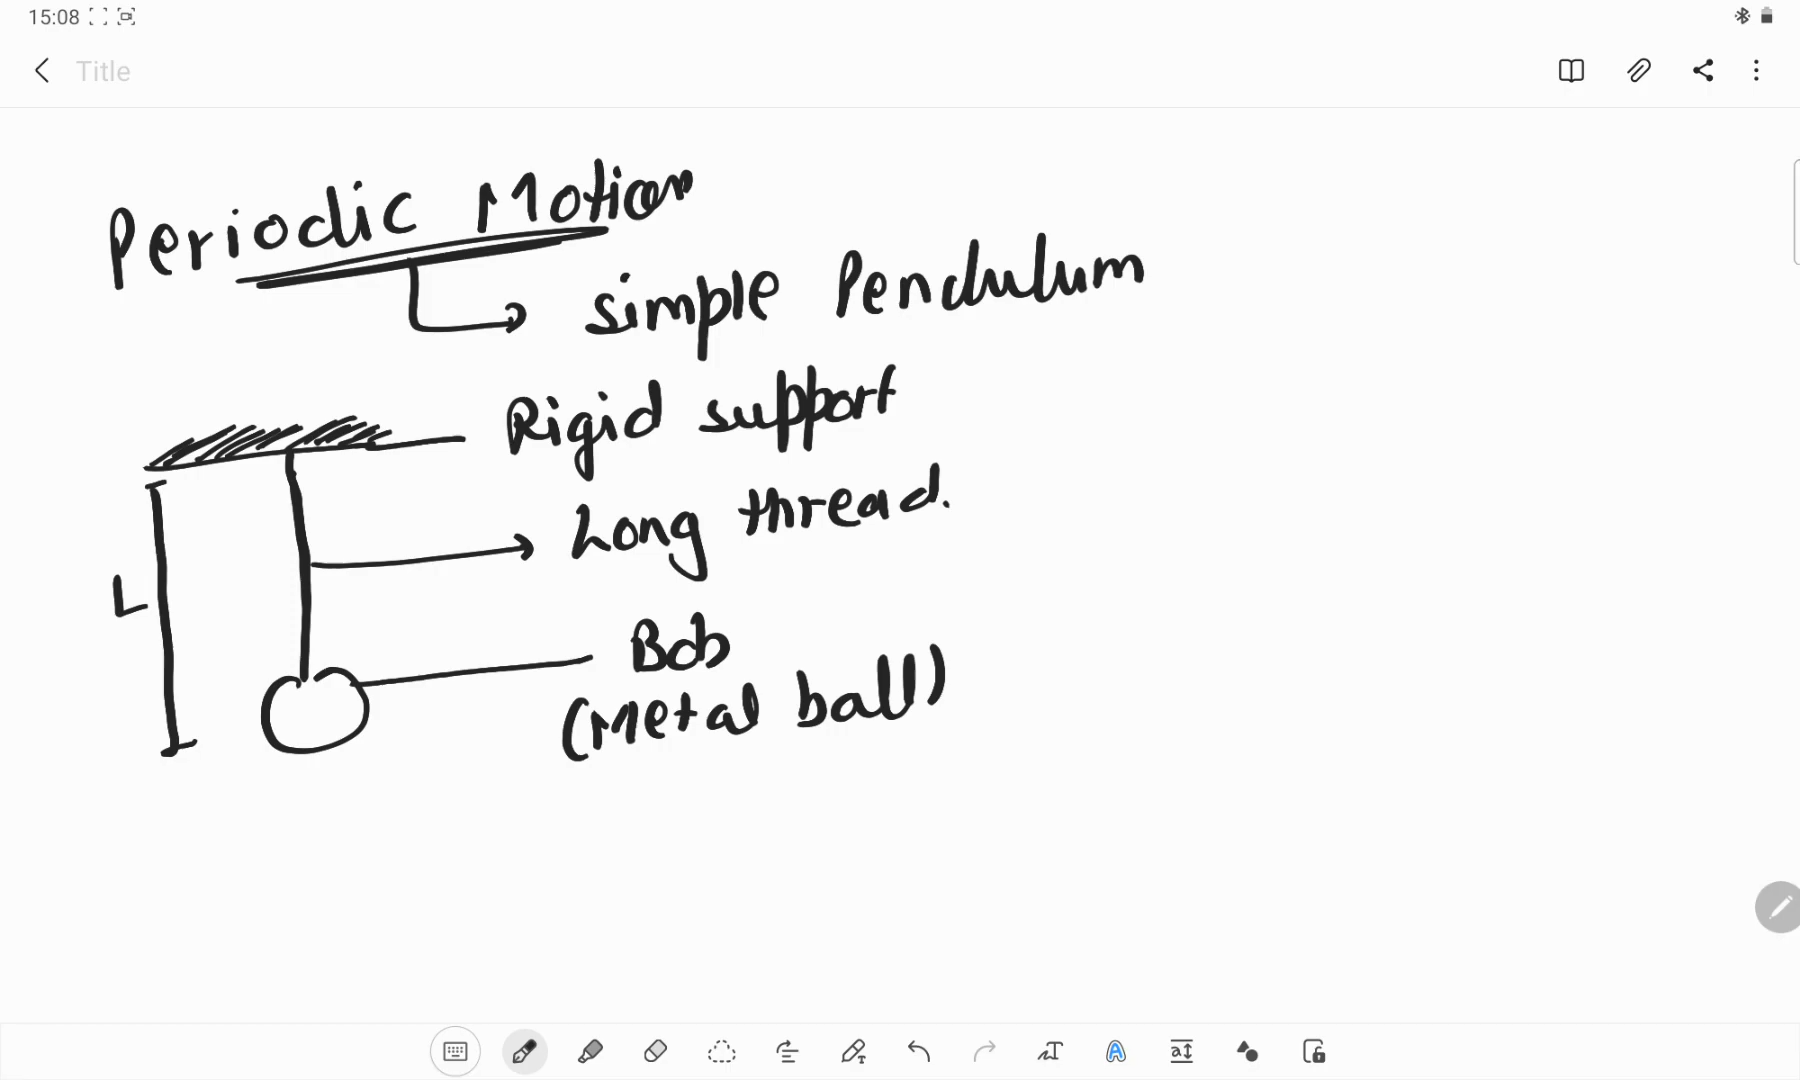 15:08
Title
Periodic Motion
simple Pendulum
Rigid support
Long thread.
L
Bob
(Metal ball)